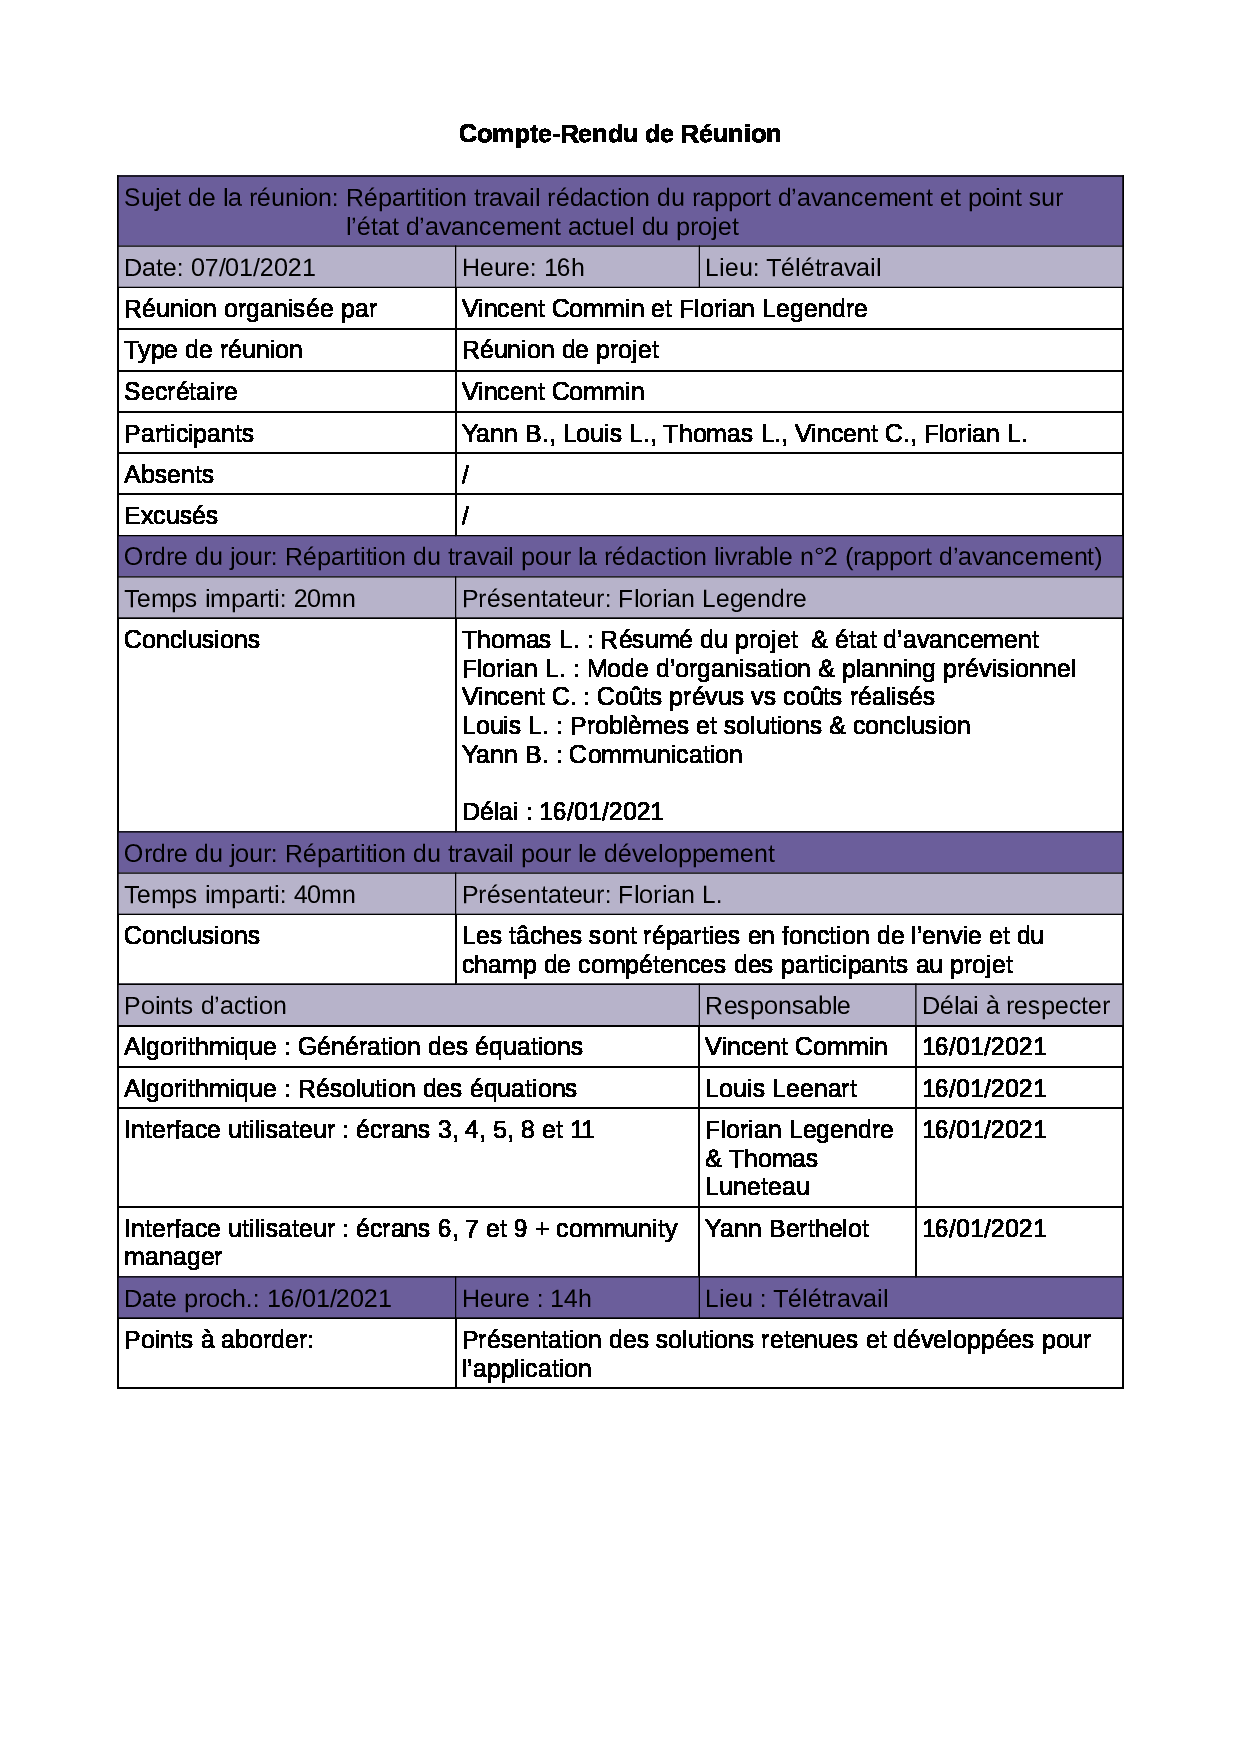 Compte-Rendu de Réunion
Sujet de la réunion: Répartition travail rédaction du rapport d’avancement et point sur
l’état d’avancement actuel du projet
Date: 07/01/2021 Heure: 16h Lieu: Télétravail
Réunion organisée par Vincent Commin et Florian Legendre
Type de réunion Réunion de projet
Secrétaire Vincent Commin
Participants Yann B., Louis L., Thomas L., Vincent C., Florian L.
Absents /
Excusés /
Ordre du jour: Répartition du travail pour la rédaction livrable n°2 (rapport d’avancement)
Temps imparti: 20mn Présentateur: Florian Legendre
Conclusions Thomas L. : Résumé du projet & état d’avancement
Florian L. : Mode d’organisation & planning prévisionnel
Vincent C. : Coûts prévus vs coûts réalisés
Louis L. : Problèmes et solutions & conclusion
Yann B. : Communication
Délai : 16/01/2021
Ordre du jour: Répartition du travail pour le développement
Temps imparti: 40mn Présentateur: Florian L.
Conclusions Les tâches sont réparties en fonction de l’envie et du
champ de compétences des participants au projet
Points d’action Responsable Délai à respecter
Algorithmique : Génération des équations Vincent Commin 16/01/2021
Algorithmique : Résolution des équations Louis Leenart 16/01/2021
Interface utilisateur : écrans 3, 4, 5, 8 et 11 Florian Legendre 16/01/2021
& Thomas
Luneteau
Interface utilisateur : écrans 6, 7 et 9 + community Yann Berthelot 16/01/2021
manager
Date proch.: 16/01/2021 Heure : 14h Lieu : Télétravail
Points à aborder: Présentation des solutions retenues et développées pour
l’application